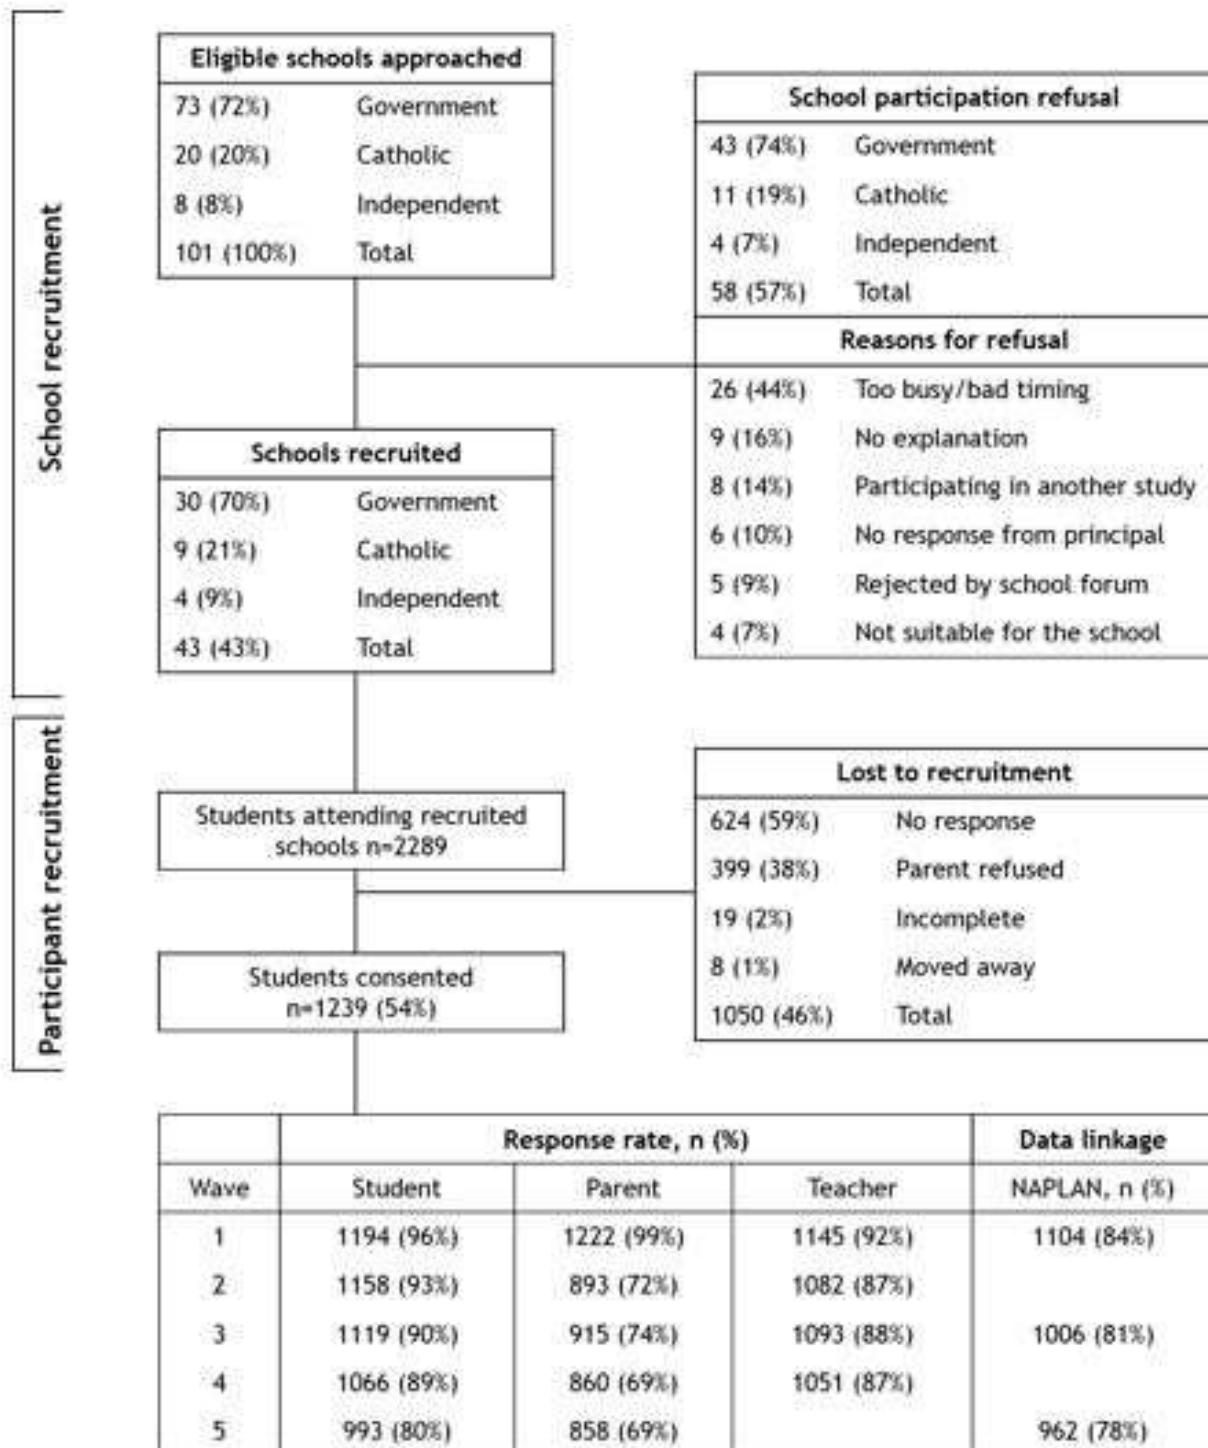 School recruitment
Eligible schools approached
73 (72%) Government
20 (20%) Catholic
8 (8%) Independent
101 (100%) Total
School participation refusal
43 (74%) Government
11 (19%) Catholic
4 (7%) Independent
58 (57%) Total
Reasons for refusal
26 (44%) Too busy/bad timing
9 (16%) No explanation
8 (14%) Participating in another study
6 (10%) No response from principal
5 (9%) Rejected by school forum
4 (7%) Not suitable for the school
Schools recruited
30 (70%) Government
9 (21%) Catholic
4 (9%) Independent
43 (43%) Total
Participant recruitment
Students attending recruited
schools n=2289
Lost to recruitment
624 (59%) No response
399 (38%) Parent refused
19 (2%) Incomplete
8 (1%) Moved away
1050 (46%) Total
Students consented
n=1239 (54%)
Response rate, n (%) Data linkage
Wave Student Parent Teacher NAPLAN, n (%)
1 1194 (96%) 1222 (99%) 1145 (92%) 1104 (84%)
2 1158 (93%) 893 (72%) 1082 (87%)
3 1119 (90%) 915 (74%) 1093 (88%) 1006 (81%)
4 1066 (89%) 860 (69%) 1051 (87%)
5 993 (80%) 858 (69%) 962 (78%)